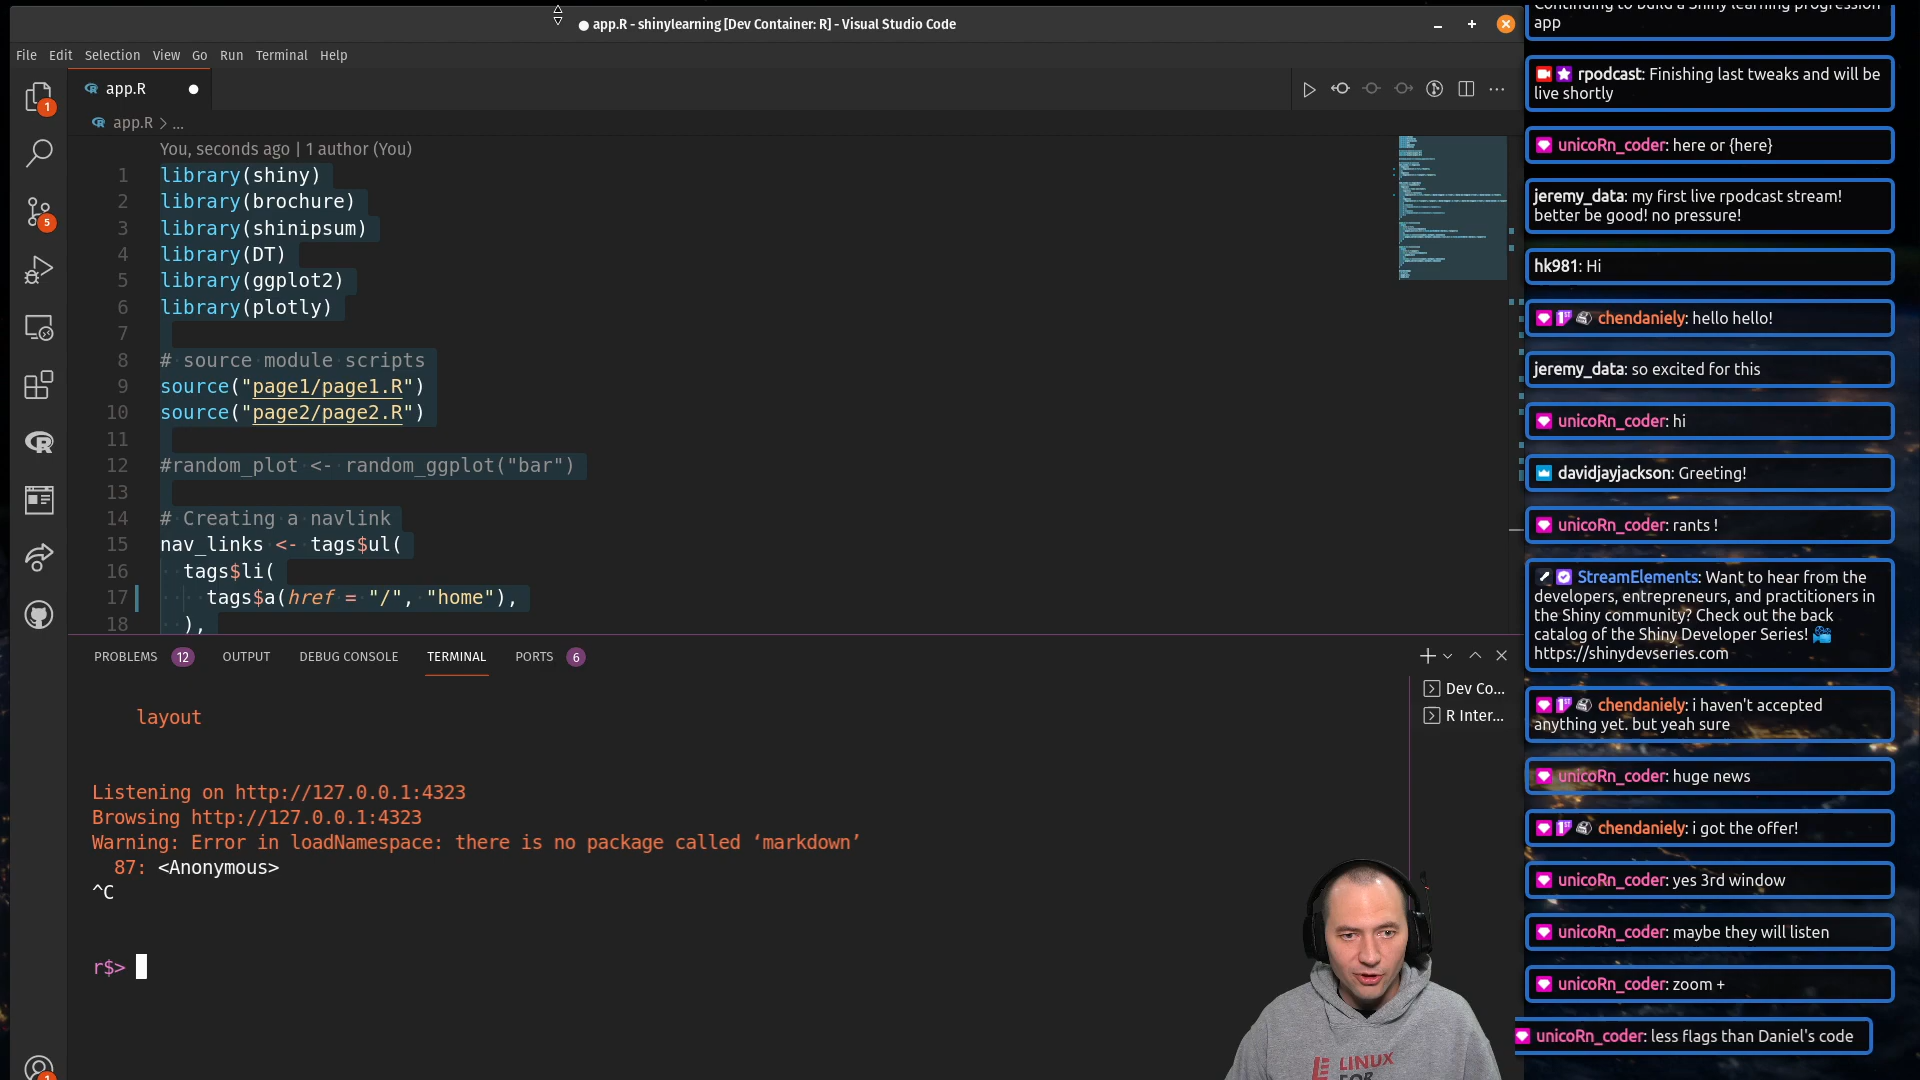 app.R - shinylearning [Dev Container: R] - Visual Studio Code
File Edit Selection View Go Run Terminal Help
app.R
app.R > ...
You, seconds ago | 1 author (You)
1 library(shiny)
2 library(brochure)
3 library(shinipsum)
4 library(DT)
5 library(ggplot2)
6 library(plotly)
7
8 # source module scripts
9 source("page1/page1.R")
10 source("page2/page2.R")
11
12 #random_plot <- random_ggplot("bar")
13
14 # Creating a navlink
15 nav_links <- tags$ul(
16 tags$li(
17 tags$a(href = "/", "home"),
18 ),
1
5
PROBLEMS 12 OUTPUT DEBUG CONSOLE TERMINAL PORTS 6
Dev Co...
R Inter...
layout
Listening on http://127.0.0.1:4323
Browsing http://127.0.0.1:4323
Warning: Error in loadNamespace: there is no package called ‘markdown’
87: <Anonymous>
^C
r$>
1
LINUX
FOR
Continuing to build a Shiny learning progression
app
rpodcast: Finishing last tweaks and will be
live shortly
unicoRn_coder: here or {here}
jeremy_data: my first live rpodcast stream!
better be good! no pressure!
hk981: Hi
chendaniely: hello hello!
jeremy_data: so excited for this
unicoRn_coder: hi
davidjayjackson: Greeting!
unicoRn_coder: rants !
StreamElements: Want to hear from the
developers, entrepreneurs, and practitioners in
the Shiny community? Check out the back
catalog of the Shiny Developer Series!
https://shinydevseries.com
chendaniely: i haven't accepted
anything yet. but yeah sure
unicoRn_coder: huge news
chendaniely: i got the offer!
unicoRn_coder: yes 3rd window
unicoRn_coder: maybe they will listen
unicoRn_coder: zoom +
unicoRn_coder: less flags than Daniel's code